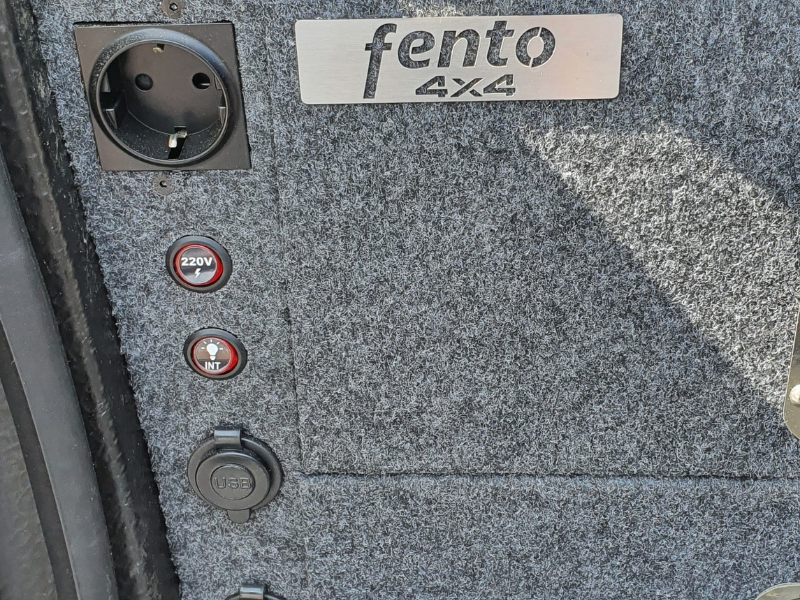 fento
4x4
220V
INT
USB